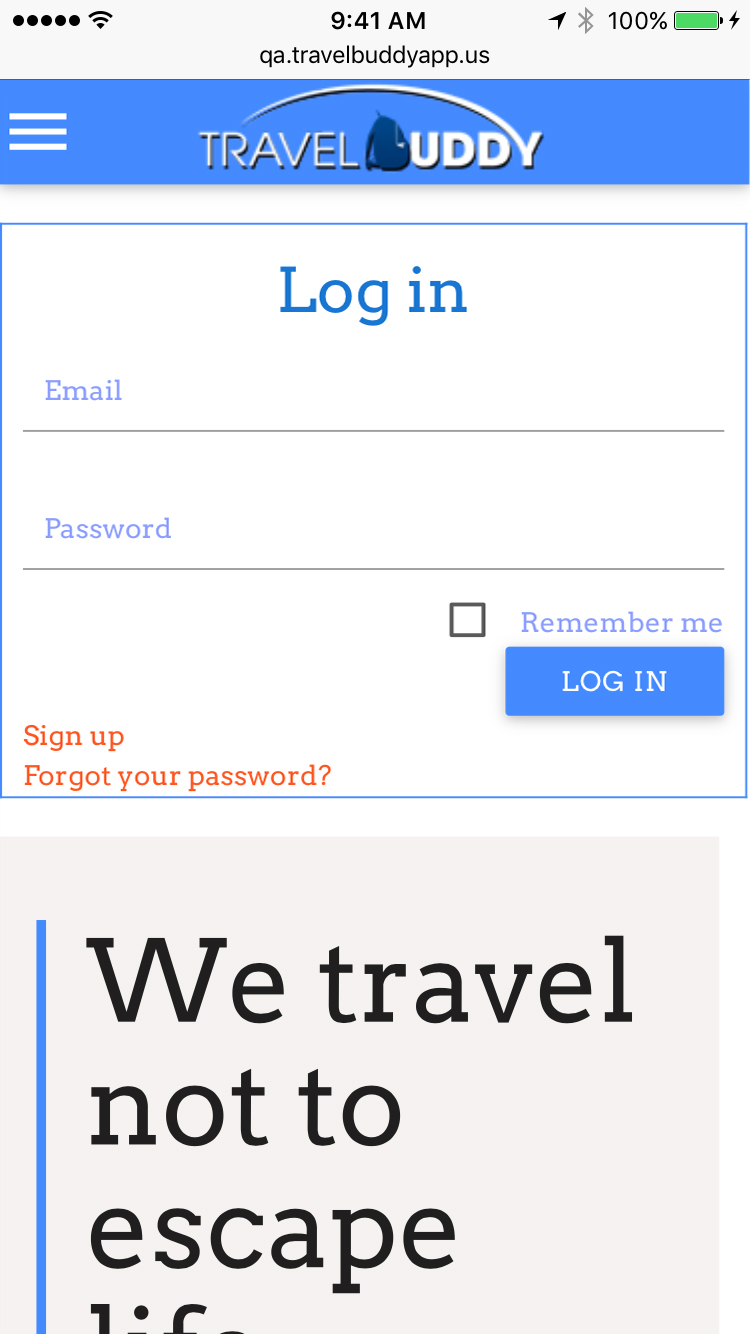 9:41 AM 100%
qa.travelbuddyapp.us
TRAVEL BUDDY
Log in
Email
Password
Remember me
LOG IN
Sign up
Forgot your password?
We travel
not to
escape
life